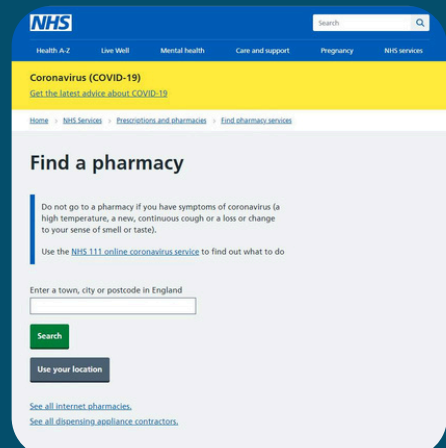 NHS
Search
Health A-Z Live Well Mental health Care and support Pregnancy NHS services
Coronavirus (COVID-19)
Get the latest advice about COVID-19
Home > NHS Services > Prescriptions and pharmacies > Find pharmacy services
Find a pharmacy
Do not go to a pharmacy if you have symptoms of coronavirus (a
high temperature, a new, continuous cough or a loss or change
to your sense of smell or taste).
Use the NHS 111 online coronavirus service to find out what to do
Enter a town, city or postcode in England
Search
Use your location
See all internet pharmacies.
See all dispensing appliance contractors.